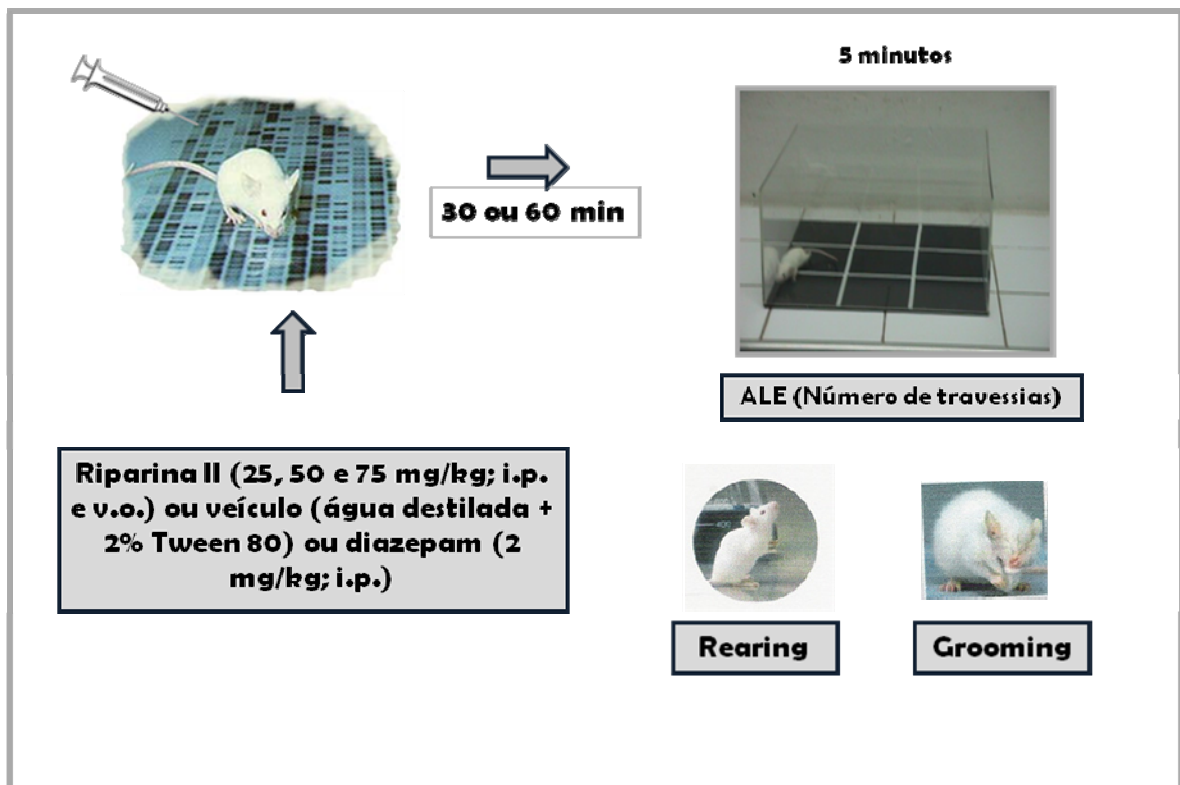 5 minutos
30 ou 60 min
ALE (Número de travessias)
Riparina II (25, 50 e 75 mg/kg; i.p.
e v.o.) ou veículo (água destilada +
2% Tween 80) ou diazepam (2
mg/kg; i.p.)
Rearing
Grooming